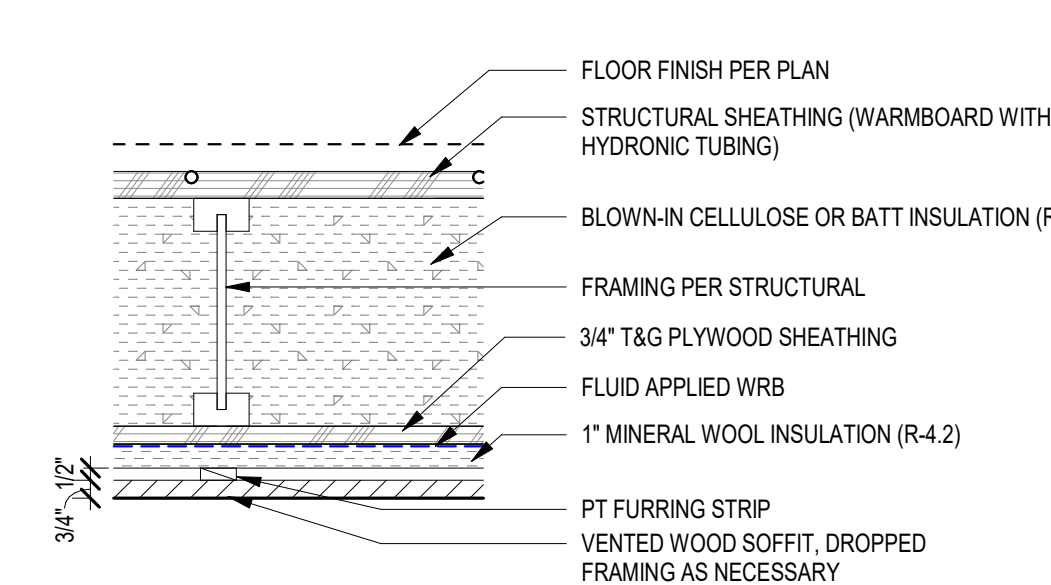 FLOOR FINISH PER PLAN
STRUCTURAL SHEATHING (WARMBOARD WITH
HYDRONIC TUBING)
BLOWN-IN CELLULOSE OR BATT INSULATION (R
FRAMING PER STRUCTURAL
3/4" T&G PLYWOOD SHEATHING
FLUID APPLIED WRB
1" MINERAL WOOL INSULATION (R-4.2)
1/2"
3/4"
PT FURRING STRIP
VENTED WOOD SOFFIT, DROPPED
FRAMING AS NECESSARY